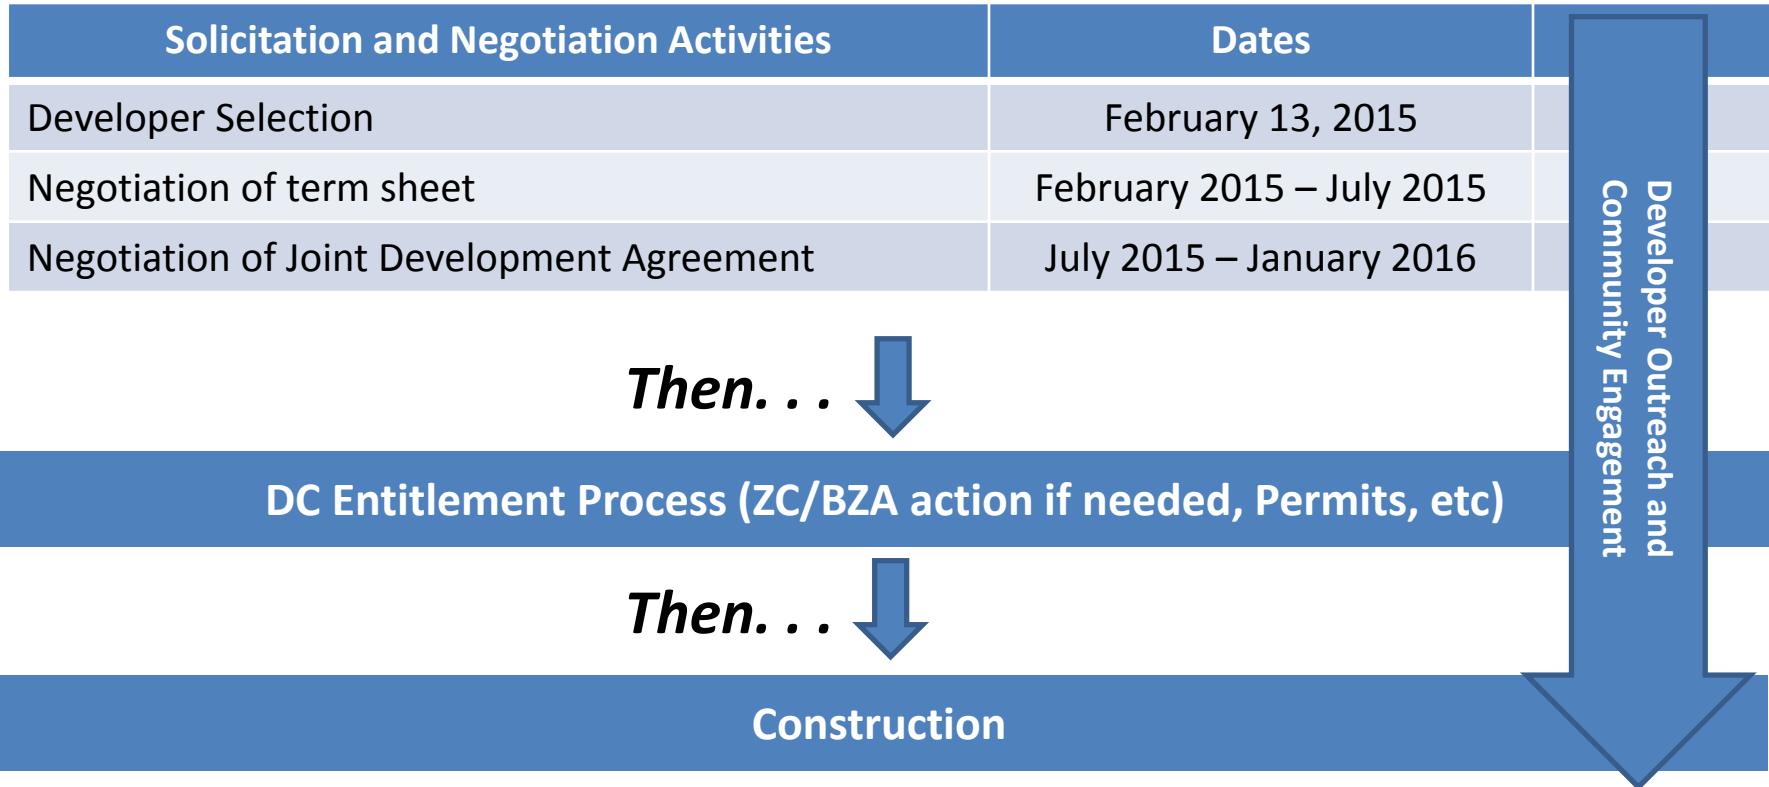 Solicitation and Negotiation Activities
Dates
Developer Selection
February 13, 2015
Negotiation of term sheet
February 2015 – July 2015
Negotiation of Joint Development Agreement
July 2015 – January 2016
Developer Outreach and
Community Engagement
Then. . .
DC Entitlement Process (ZC/BZA action if needed, Permits, etc)
Then. . .
Construction